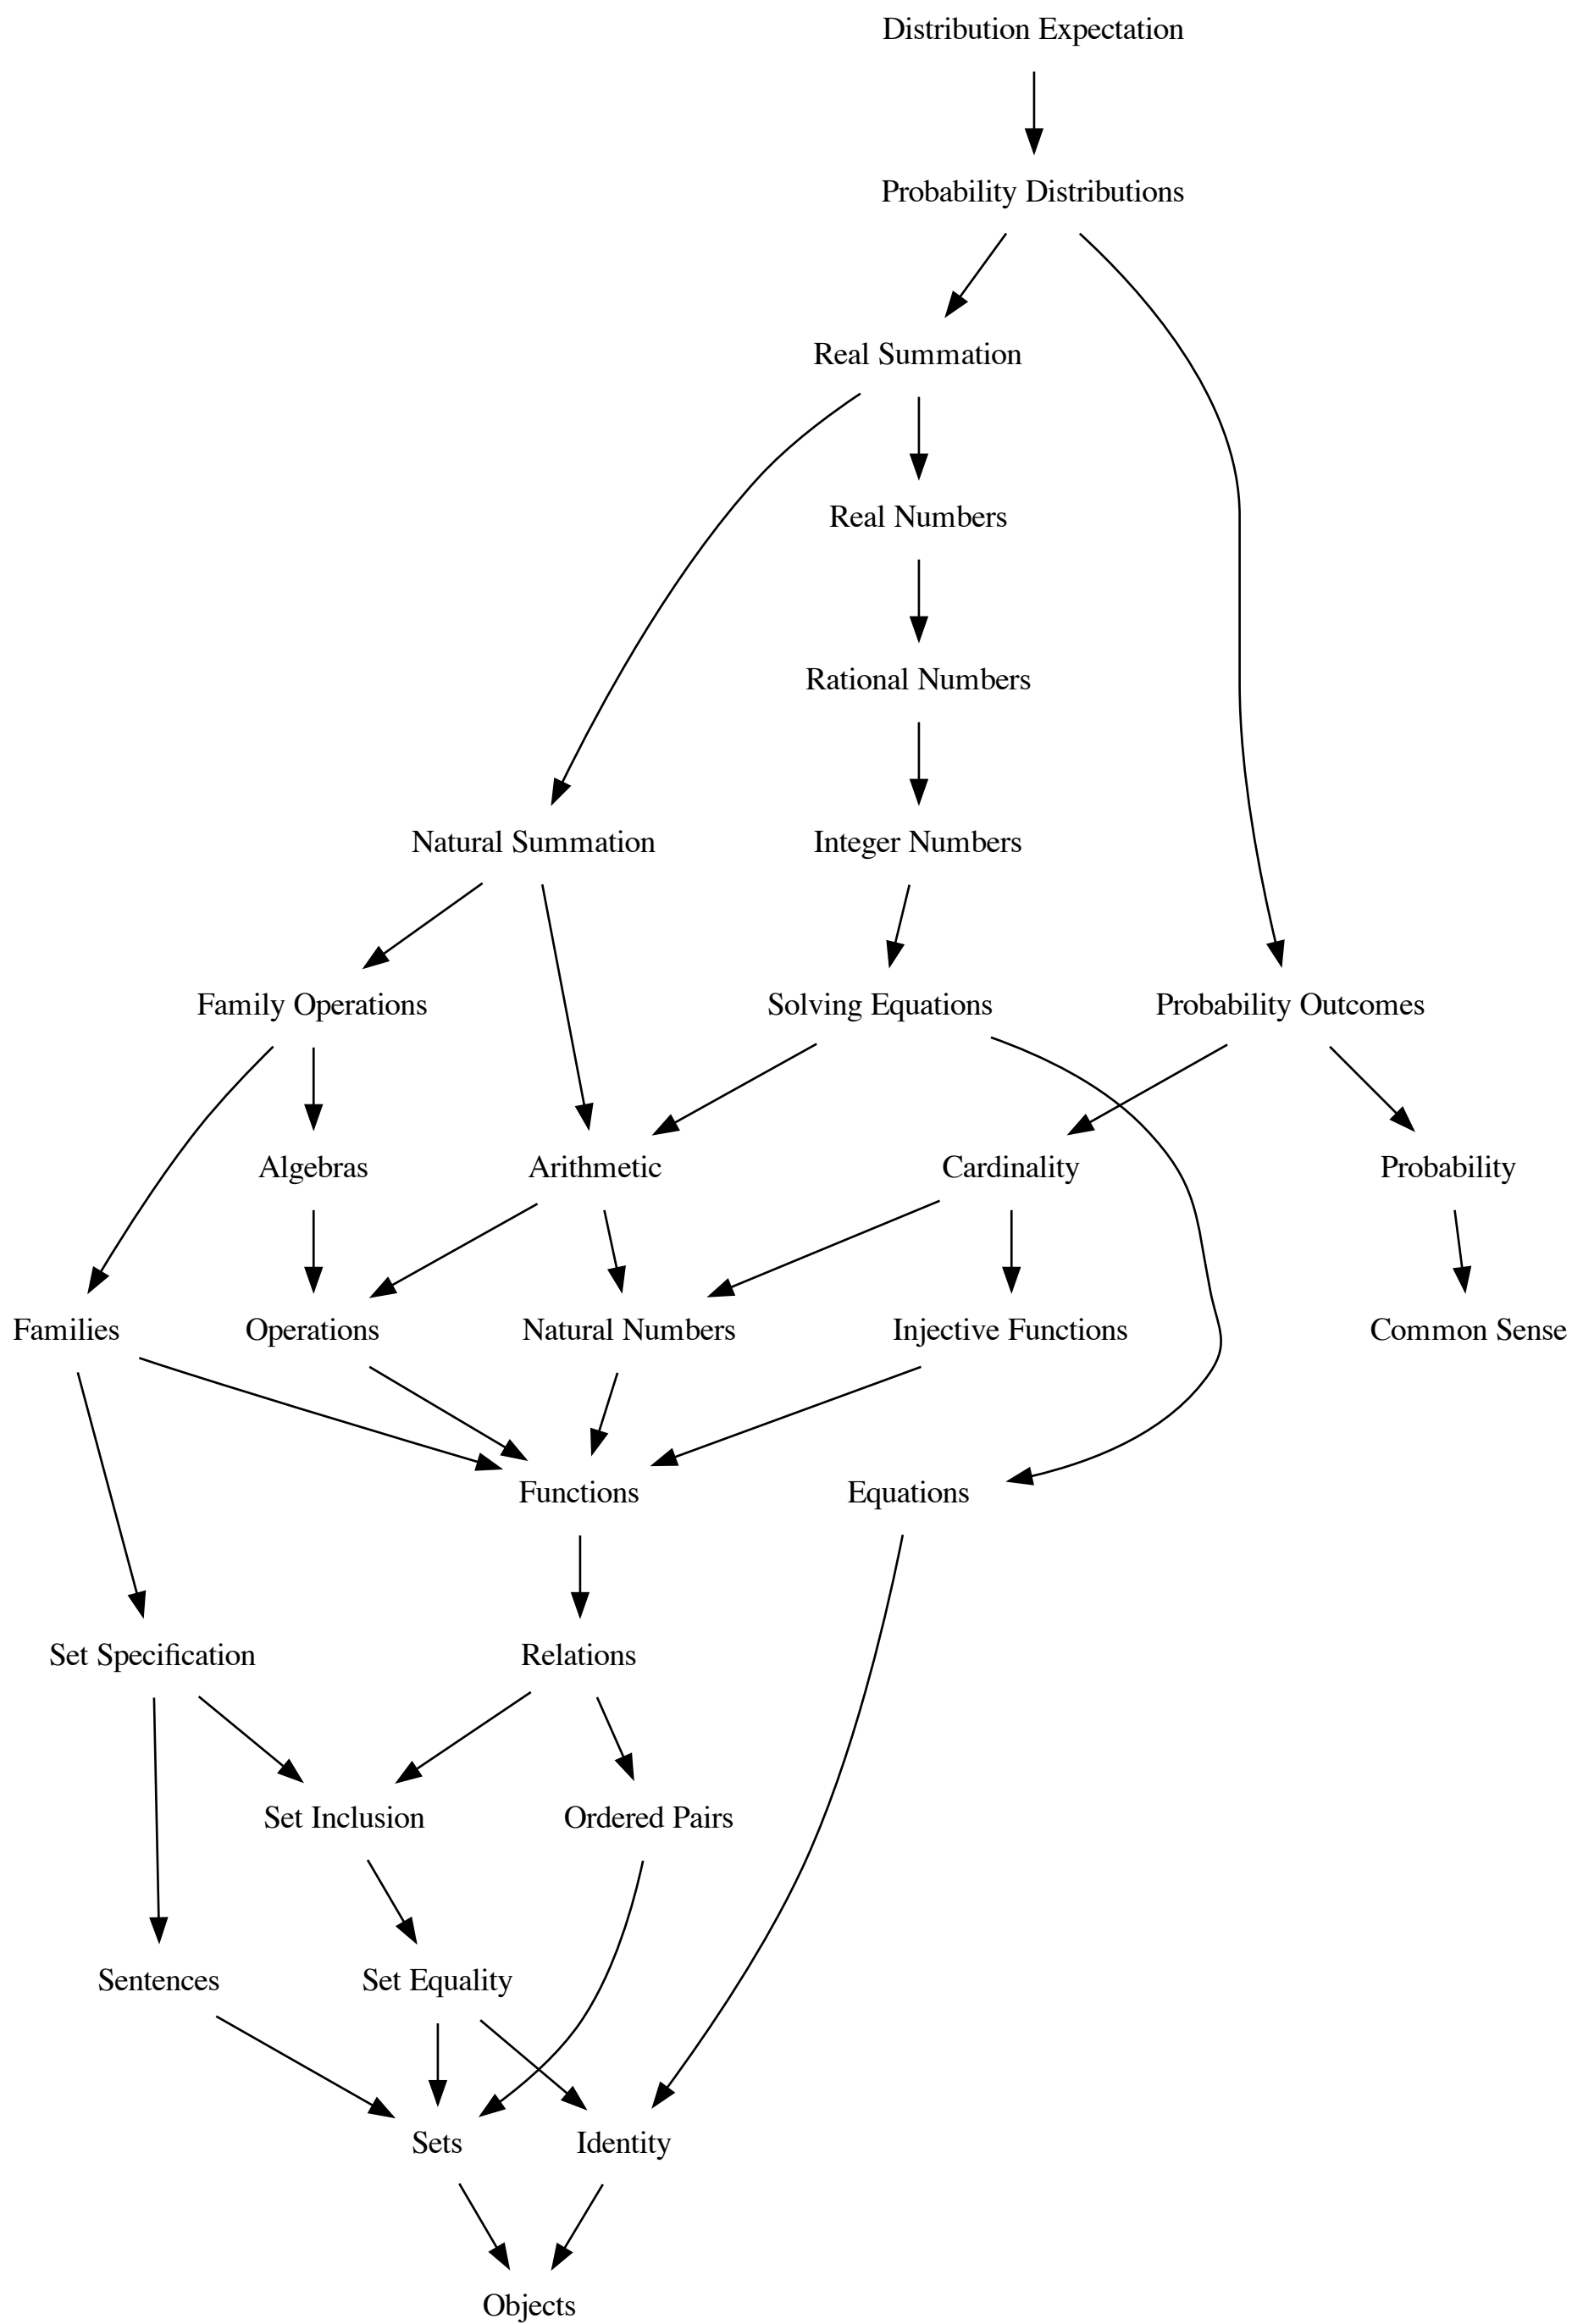 Distribution Expectation
Probability Distributions
Real Summation
Real Numbers
Rational Numbers
Natural Summation
Integer Numbers
Family Operations
Solving Equations
Probability Outcomes
Algebras
Arithmetic
Cardinality
Probability
Families
Operations
Natural Numbers
Injective Functions
Common Sense
Functions
Equations
Set Specification
Relations
Set Inclusion
Ordered Pairs
Sentences
Set Equality
Sets
Identity
Objects